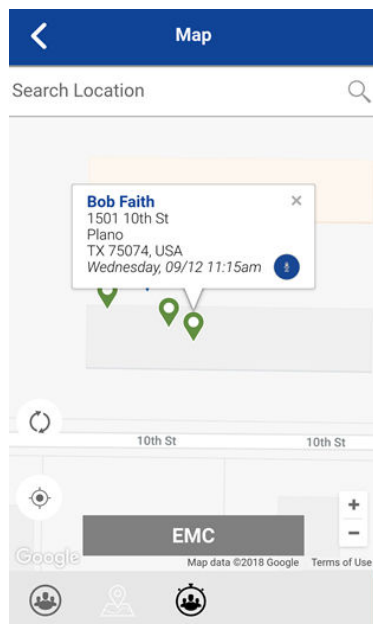 Map
Search Location
Bob Faith
1501 10th St
Plano
TX 75074, USA
Wednesday, 09/12 11:15am
10th St
10th St
EMC
Google
Map data ©2018 Google
Terms of Use